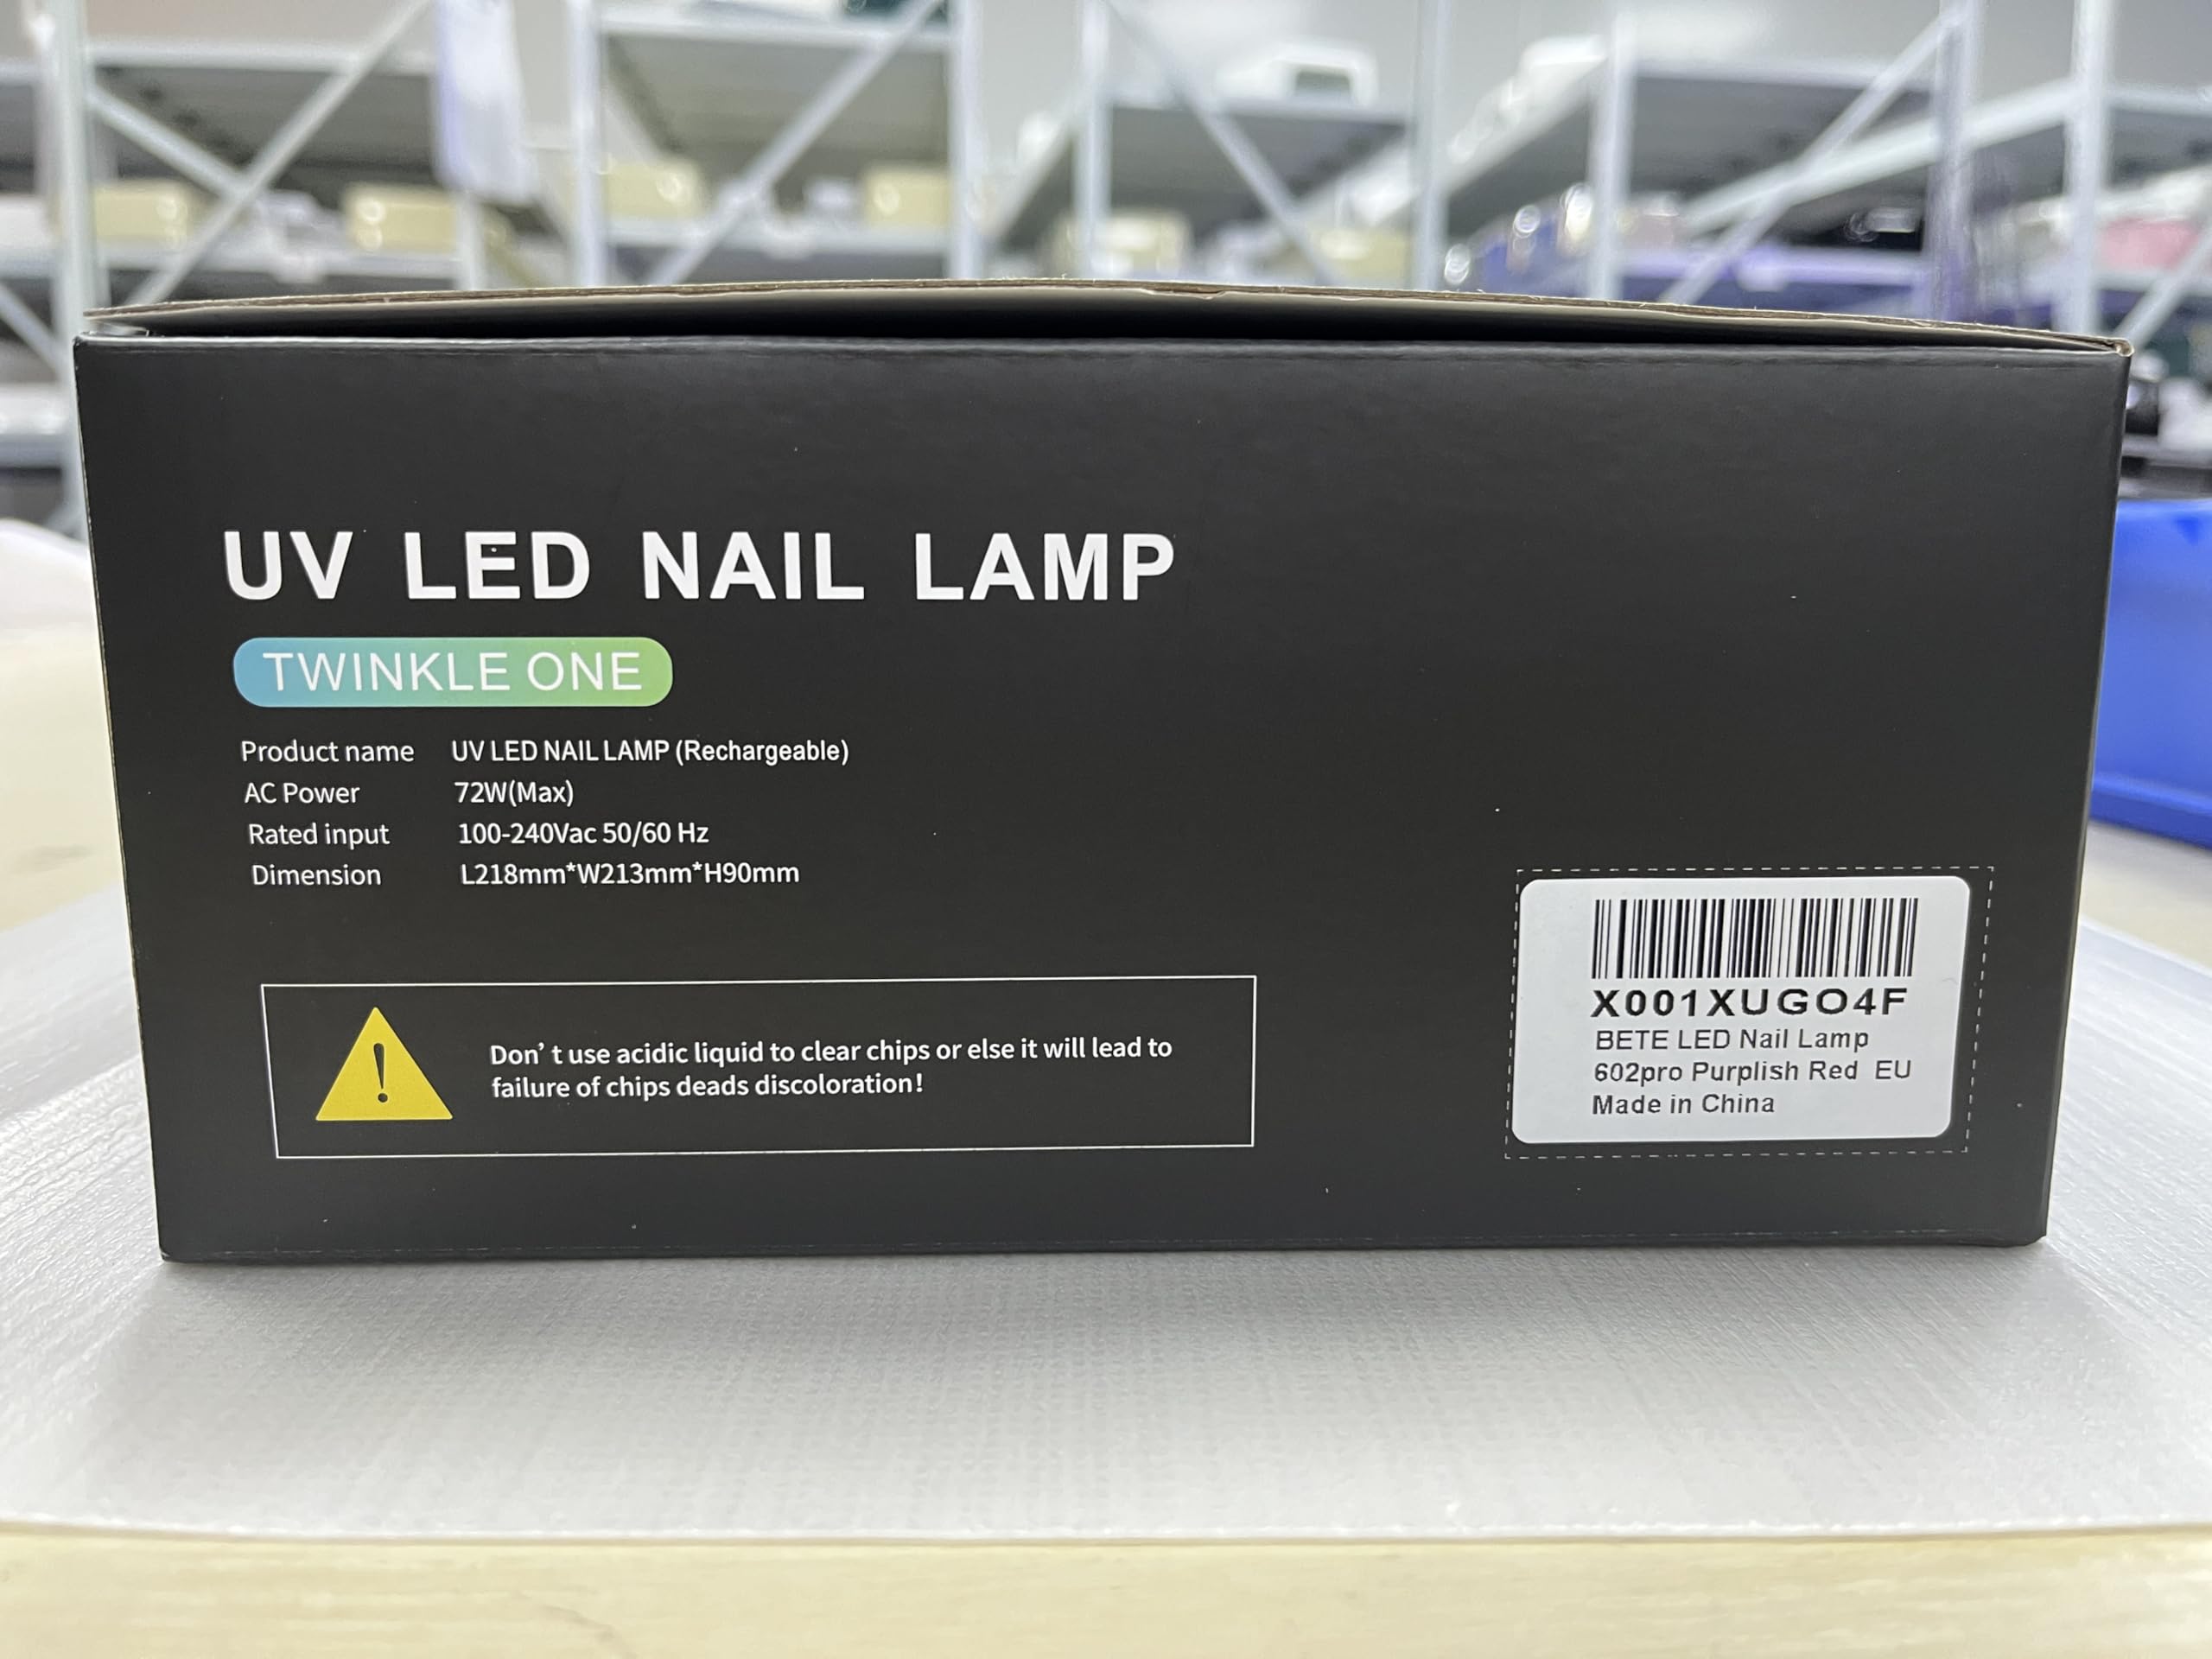 UV LED NAIL LAMP
TWINKLE ONE
Product name UV LED NAIL LAMP (Rechargeable)
AC Power 72W(Max)
Rated input 100-240Vac 50/60 Hz
Dimension L218mm*W213mm*H90mm
Don't use acidic liquid to clear chips or else it will lead to
failure of chips deads discoloration!
X001XUGO4F
BETE LED Nail Lamp
602pro Purplish Red EU
Made in China